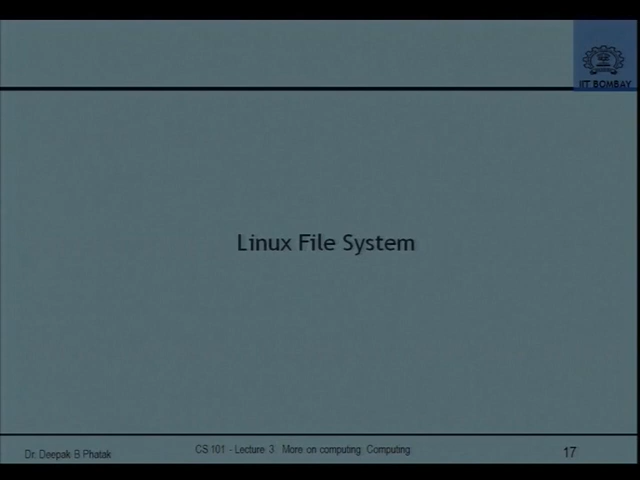 IIT BOMBAY
Linux File System
Dr. Deepak B Phatak
CS 101 - Lecture 3 More on computing Computing
17